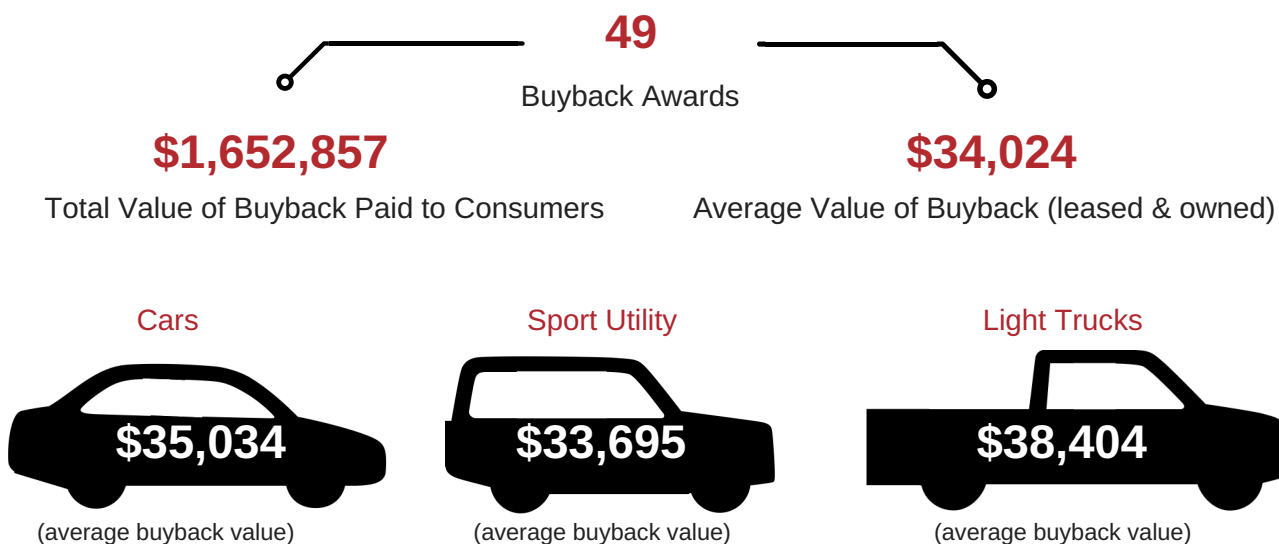 49
Buyback Awards
$1,652,857
Total Value of Buyback Paid to Consumers
$34,024
Average Value of Buyback (leased & owned)
Cars
$35,034
(average buyback value)
Sport Utility
$33,695
(average buyback value)
Light Trucks
$38,404
(average buyback value)